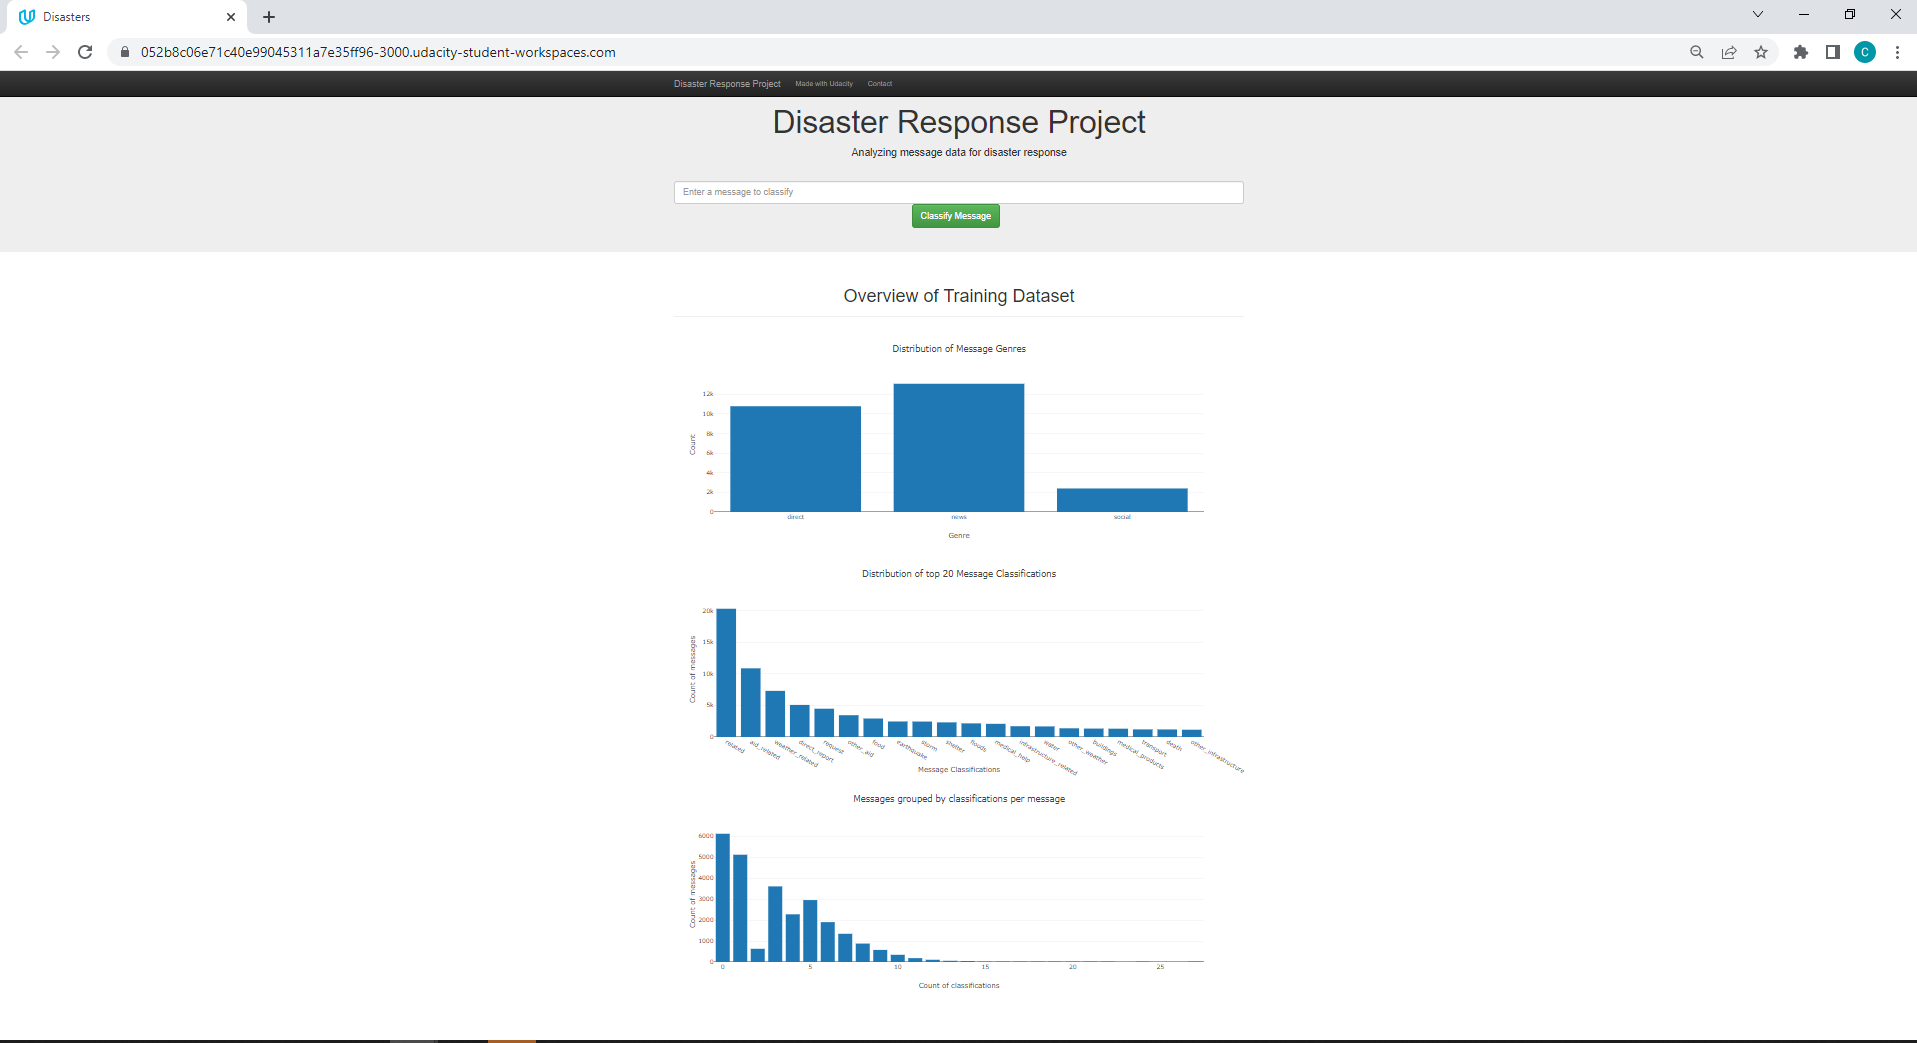 Disasters
052b8c06e71c40e99045311a7e35ff96-3000.udacity-student-workspaces.com
C
Disaster Response Project Made with Udacity Contact
Disaster Response Project
Analyzing message data for disaster response
Enter a message to classify
Classify Message
Overview of Training Dataset
Distribution of Message Genres
Count
12k
10k
8k
6k
4k
2k
0
direct news social
Genre
Distribution of top 20 Message Classifications
Count of messages
20k
15k
10k
5k
0
related aid_related weather_related direct_report request other_aid food earthquake storm shelter floods medical_help infrastructure_related water other_weather buildings medical_products transport death other_infrastructure
Message Classifications
Messages grouped by classifications per message
Count of messages
6000
5000
4000
3000
2000
1000
0
0 5 10 15 20 25
Count of classifications